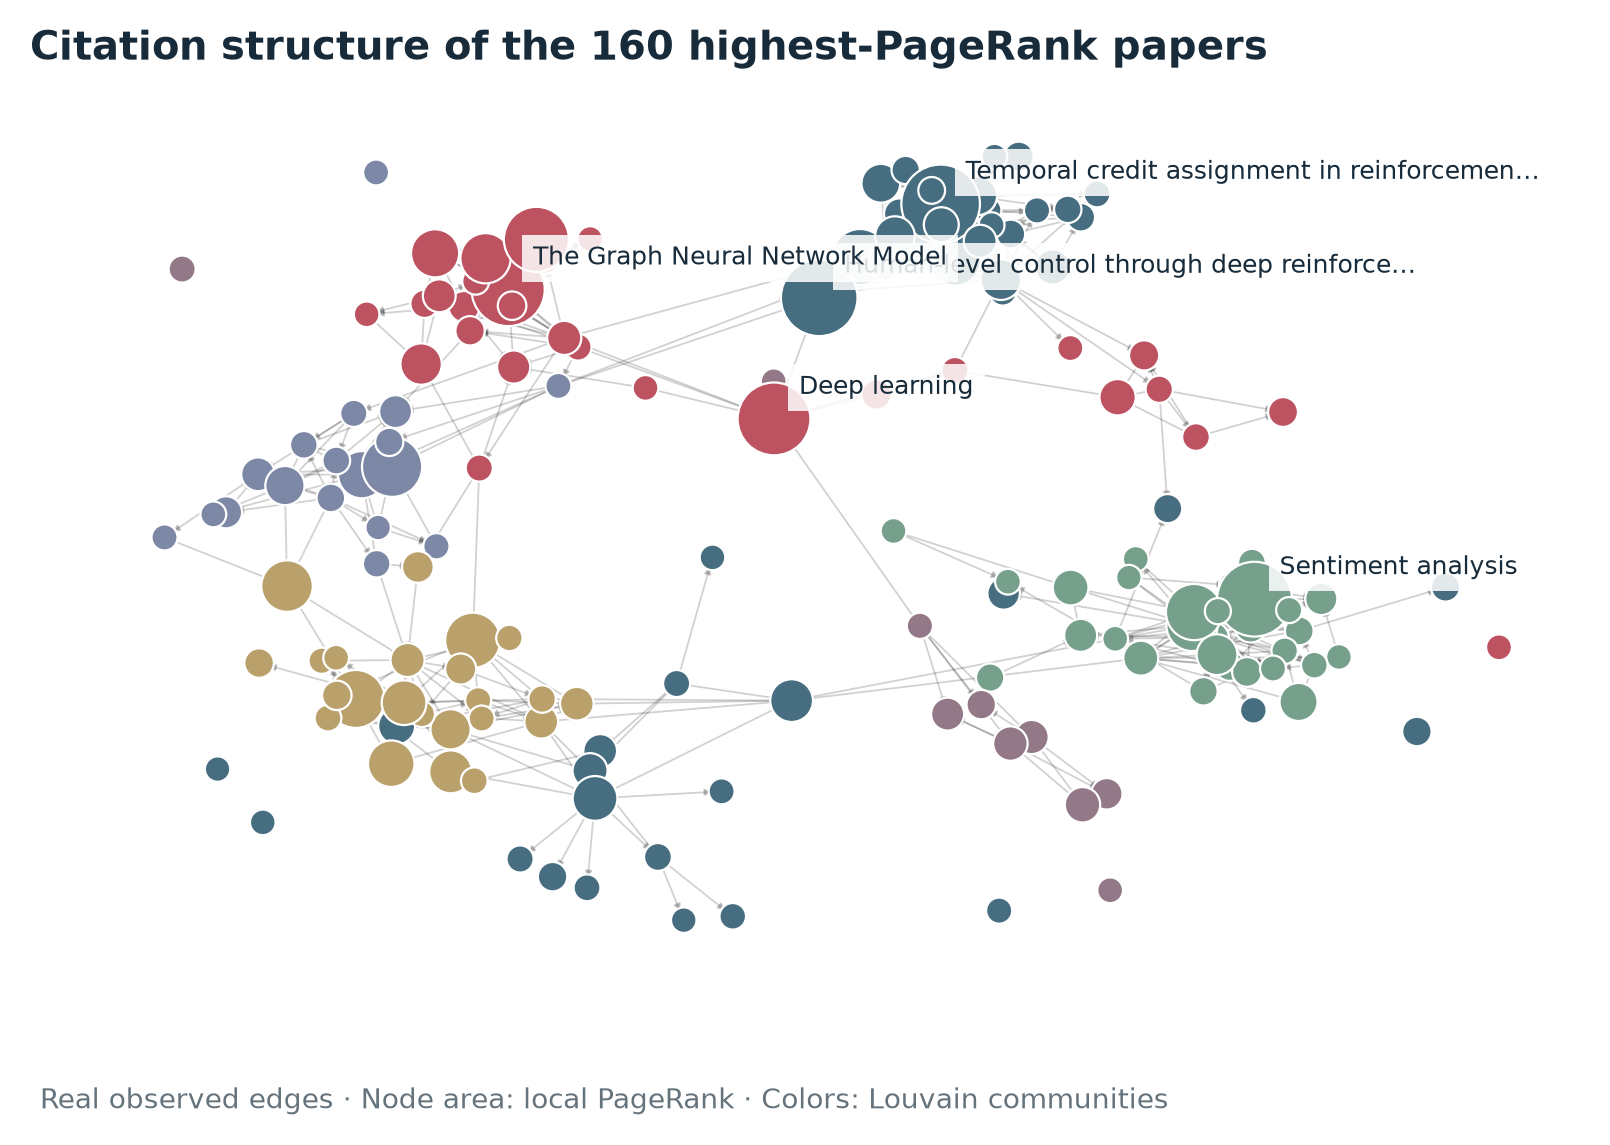 Citation structure of the 160 highest-PageRank papers
Temporal credit assignment in reinforcemen…
The Graph Neural Network Model
level control through deep reinforce…
Deep learning
Sentiment analysis
Real observed edges · Node area: local PageRank · Colors: Louvain communities